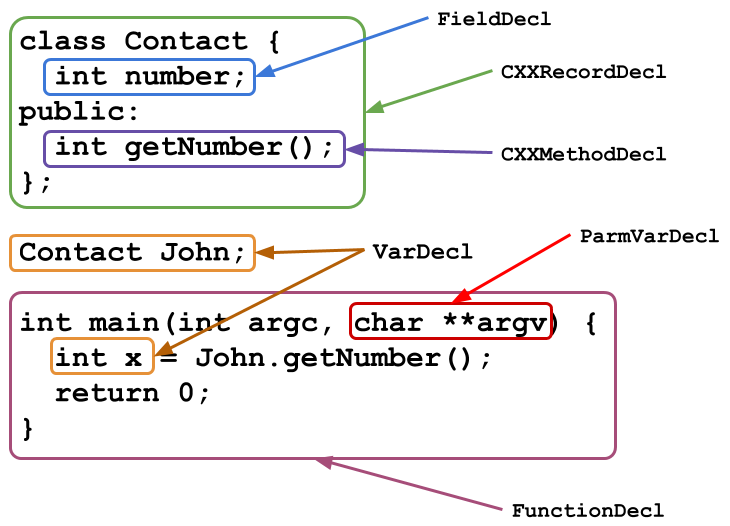 FieldDecl
class Contact {
int number;
CXXRecordDecl
public:
int getNumber();
CXXMethodDecl
};
Contact John;
VarDecl
ParmVarDecl
int main(int argc, char **argv) {
int x = John.getNumber();
return 0;
}
FunctionDecl